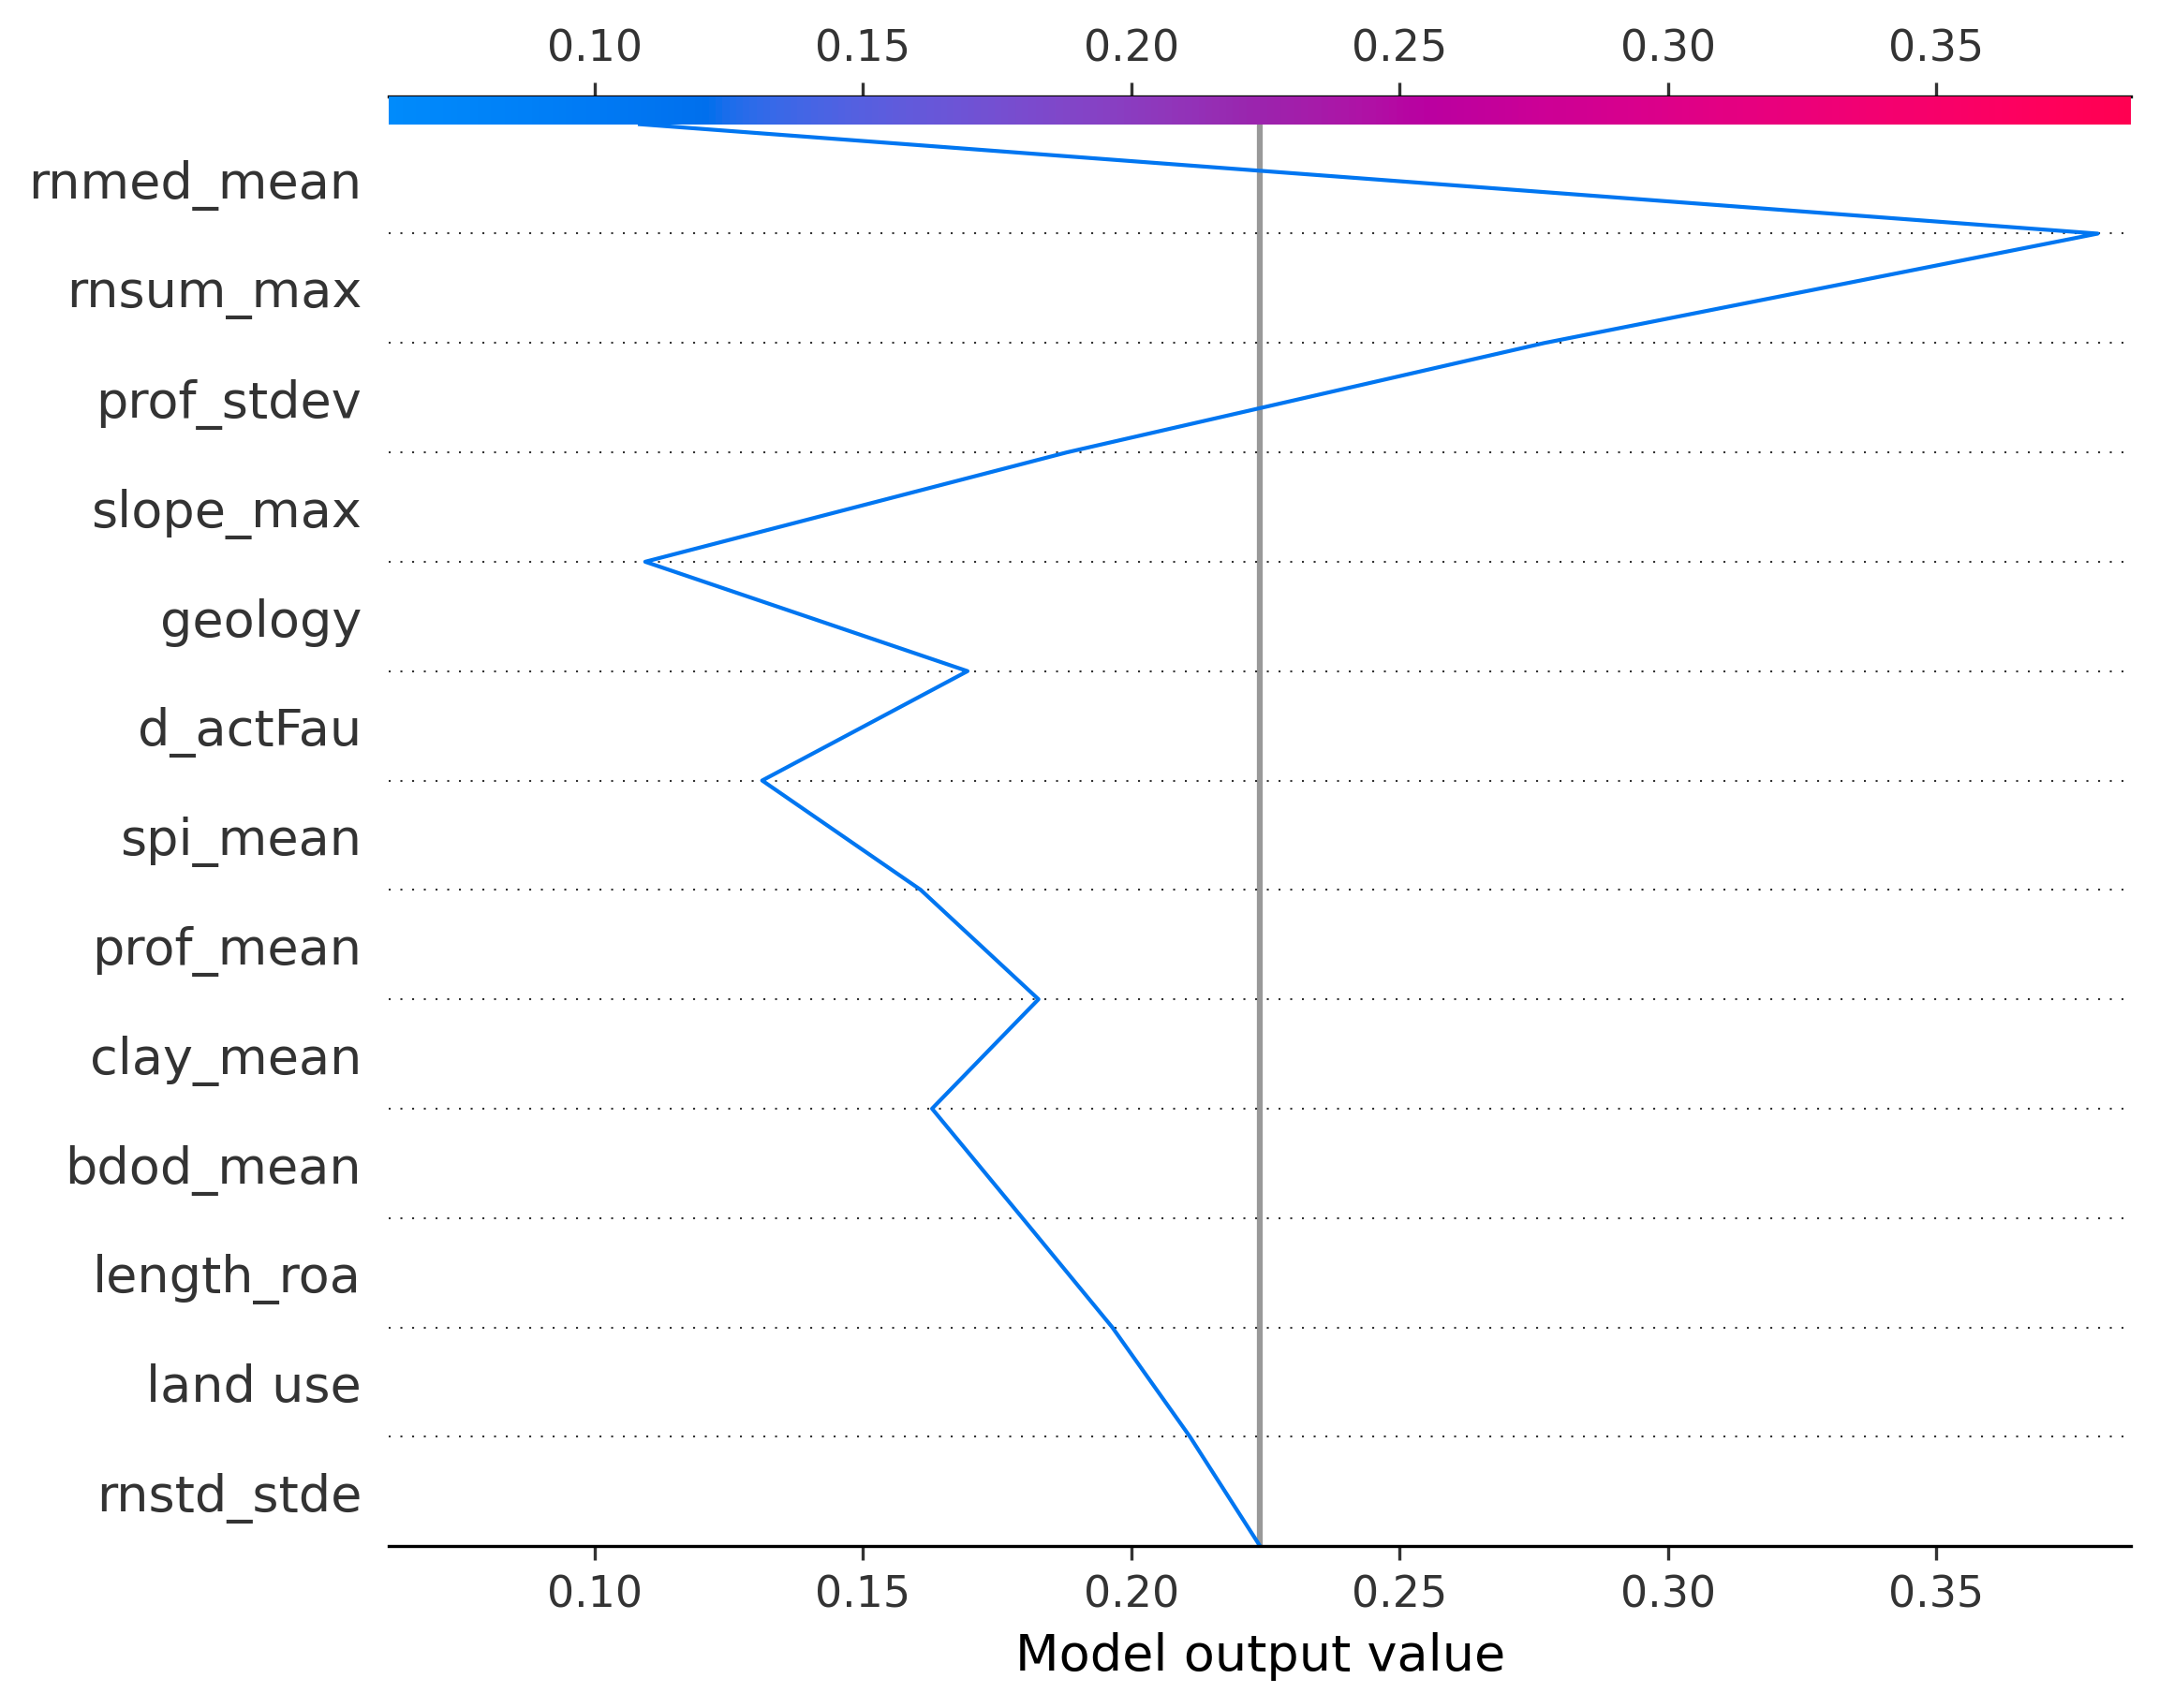 0.10 0.15 0.20 0.25 0.30 0.35
rnmed_mean
rnsum_max
prof_stdev
slope_max
geology
d_actFau
spi_mean
prof_mean
clay_mean
bdod_mean
length_roa
land use
rnstd_stde
0.10 0.15 0.20 0.25 0.30 0.35
Model output value